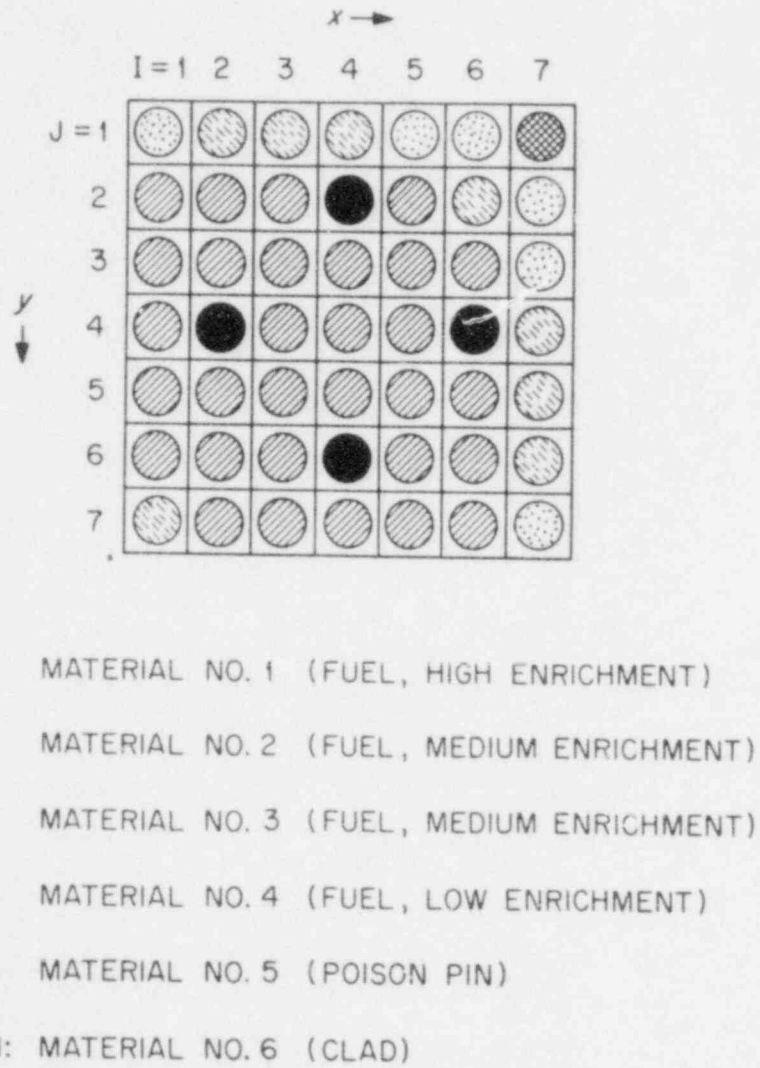 x
I = 1 2 3 4 5 6 7
J = 1
2
3
y
4
5
6
7
MATERIAL NO. 1 (FUEL, HIGH ENRICHMENT)
MATERIAL NO. 2 (FUEL, MEDIUM ENRICHMENT)
MATERIAL NO. 3 (FUEL, MEDIUM ENRICHMENT)
MATERIAL NO. 4 (FUEL, LOW ENRICHMENT)
MATERIAL NO. 5 (POISON PIN)
: MATERIAL NO. 6 (CLAD)